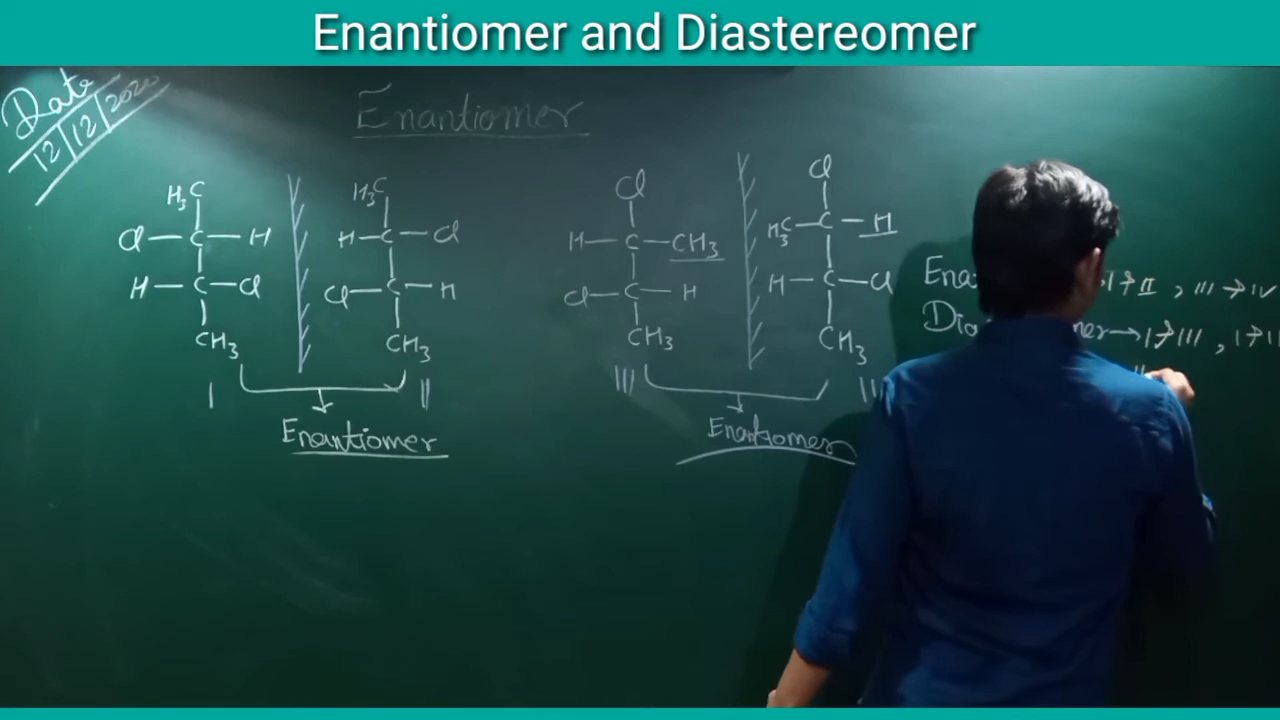 Enantiomer and Diastereomer
Date
12/12/2020
Enantiomer
H₃C
Cl—C—H
H—C—Cl
CH₃
I
H₃C
H—C—Cl
Cl—C—H
CH₃
II
Enantiomer
Cl
H—C—CH₃
Cl—C—H
CH₃
III
Cl
H₃C—C—H
H—C—Cl
CH₃
Enantiomer
I → II, III → IV
→ I → III,